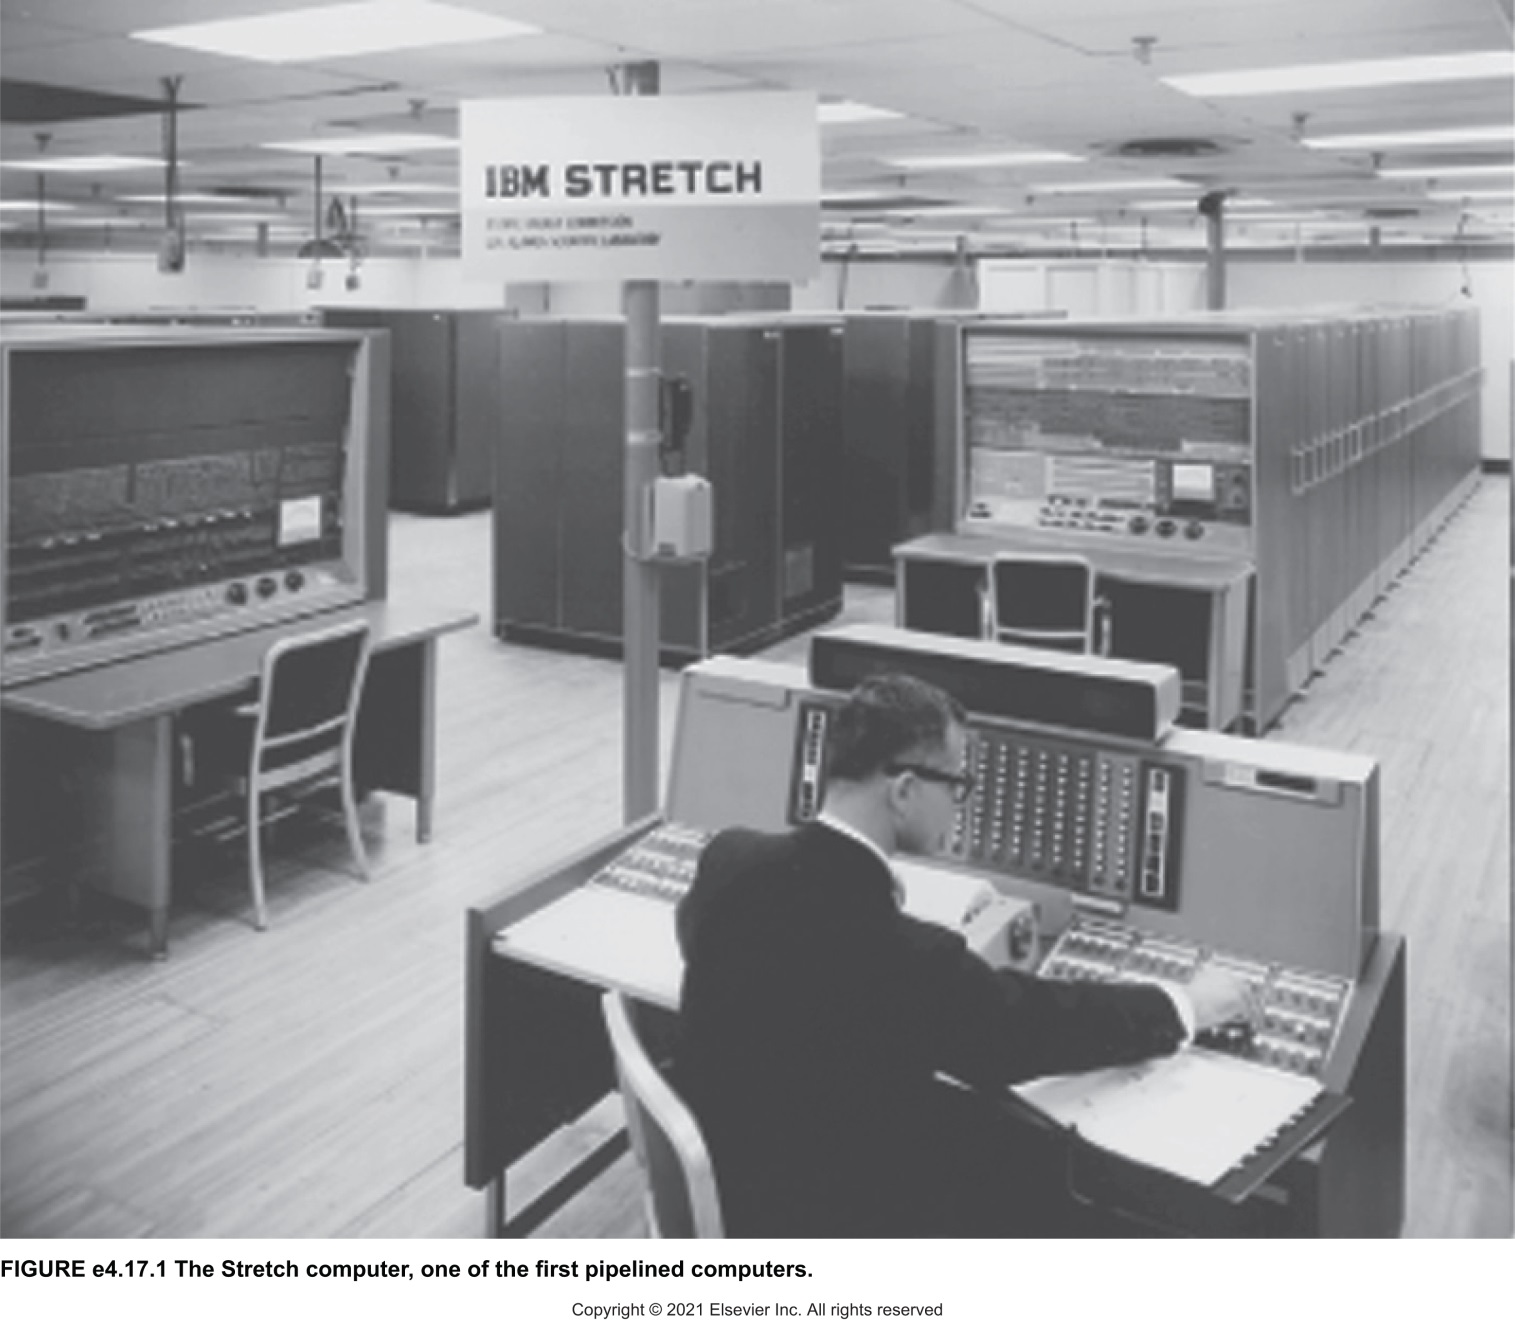 IBM STRETCH
FIGURE e4.17.1 The Stretch computer, one of the first pipelined computers.
Copyright © 2021 Elsevier Inc. All rights reserved